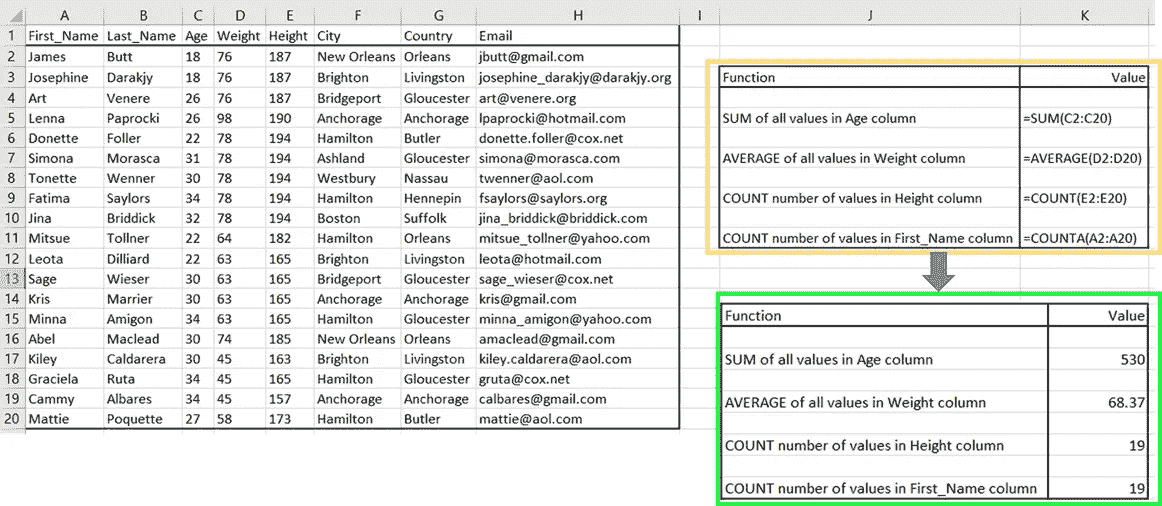 A B C D E F G H I J K
1 First_Name Last_Name Age Weight Height City Country Email
2 James Butt 18 76 187 New Orleans Orleans jbutt@gmail.com
3 Josephine Darakjy 18 76 187 Brighton Livingston josephine_darakjy@darakjy.org
4 Art Venere 26 76 187 Bridgeport Gloucester art@venere.org
5 Lenna Paprocki 26 98 190 Anchorage Anchorage lpaprocki@hotmail.com
6 Donette Foller 22 78 194 Hamilton Butler donette.foller@cox.net
7 Simona Morasca 31 78 194 Ashland Gloucester simona@morasca.com
8 Tonette Wenner 30 78 194 Westbury Nassau twenner@aol.com
9 Fatima Saylors 34 78 194 Hamilton Hennepin fsaylors@saylors.org
10 Jina Briddick 32 78 194 Boston Suffolk jina_briddick@briddick.com
11 Mitsue Tollner 22 64 182 Hamilton Orleans mitsue_tollner@yahoo.com
12 Leota Dilliard 22 63 165 Brighton Livingston leota@hotmail.com
13 Sage Wieser 30 63 165 Bridgeport Gloucester sage_wieser@cox.net
14 Kris Marrier 30 63 165 Anchorage Anchorage kris@gmail.com
15 Minna Amigon 34 63 165 Hamilton Gloucester minna_amigon@yahoo.com
16 Abel Maclead 30 74 185 New Orleans Orleans amaclead@gmail.com
17 Kiley Caldarera 30 45 163 Brighton Livingston kiley.caldarera@aol.com
18 Graciela Ruta 34 45 165 Hamilton Gloucester gruta@cox.net
19 Cammy Albares 34 45 157 Anchorage Anchorage calbares@gmail.com
20 Mattie Poquette 27 58 173 Hamilton Butler mattie@aol.com
Function Value
SUM of all values in Age column =SUM(C2:C20)
AVERAGE of all values in Weight column =AVERAGE(D2:D20)
COUNT number of values in Height column =COUNT(E2:E20)
COUNT number of values in First_Name column =COUNTA(A2:A20)
Function Value
SUM of all values in Age column 530
AVERAGE of all values in Weight column 68.37
COUNT number of values in Height column 19
COUNT number of values in First_Name column 19